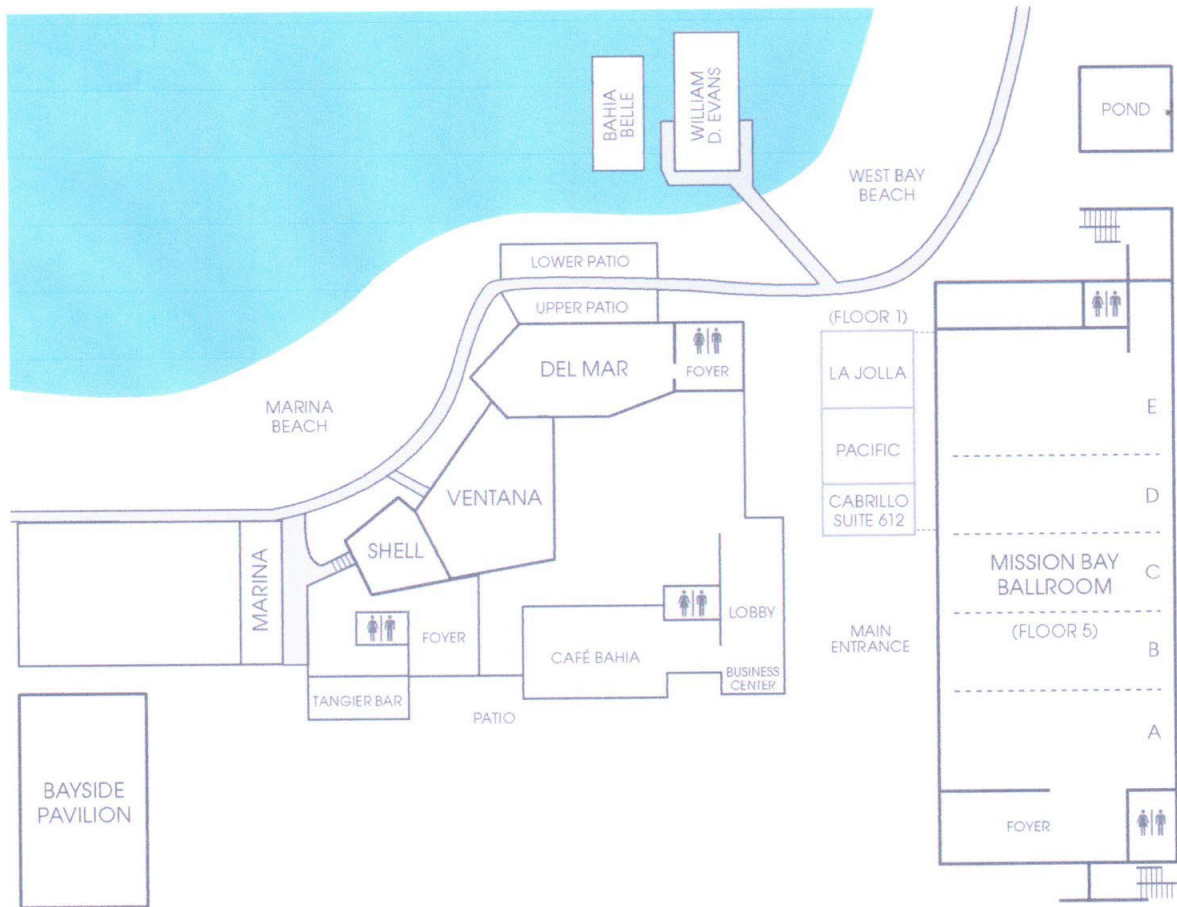 BAHIA
BELLE
WILLIAM
D. EVANS
POND
WEST BAY
BEACH
LOWER PATIO
UPPER PATIO
(FLOOR 1)
DEL MAR
FOYER
LA JOLLA
MARINA
BEACH
E
PACIFIC
VENTANA
D
CABRILLO
SUITE 612
SHELL
MARINA
MISSION BAY
BALLROOM
C
(FLOOR 5)
LOBBY
FOYER
MAIN
ENTRANCE
CAFÉ BAHIA
B
BUSINESS
CENTER
TANGIER BAR
PATIO
A
BAYSIDE
PAVILION
FOYER